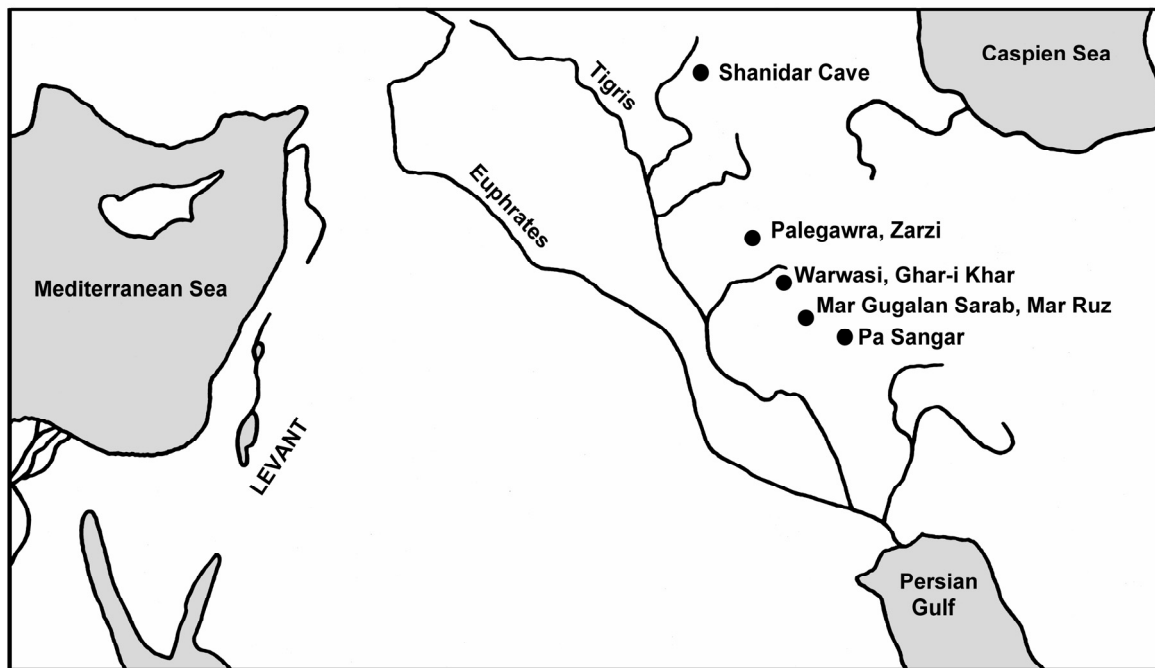 Caspien Sea
Shanidar Cave
Tigris
Euphrates
Palegawra, Zarzi
Warwasi, Ghar-i Khar
Mediterranean Sea
Mar Gugalan Sarab, Mar Ruz
Pa Sangar
LEVANT
Persian
Gulf